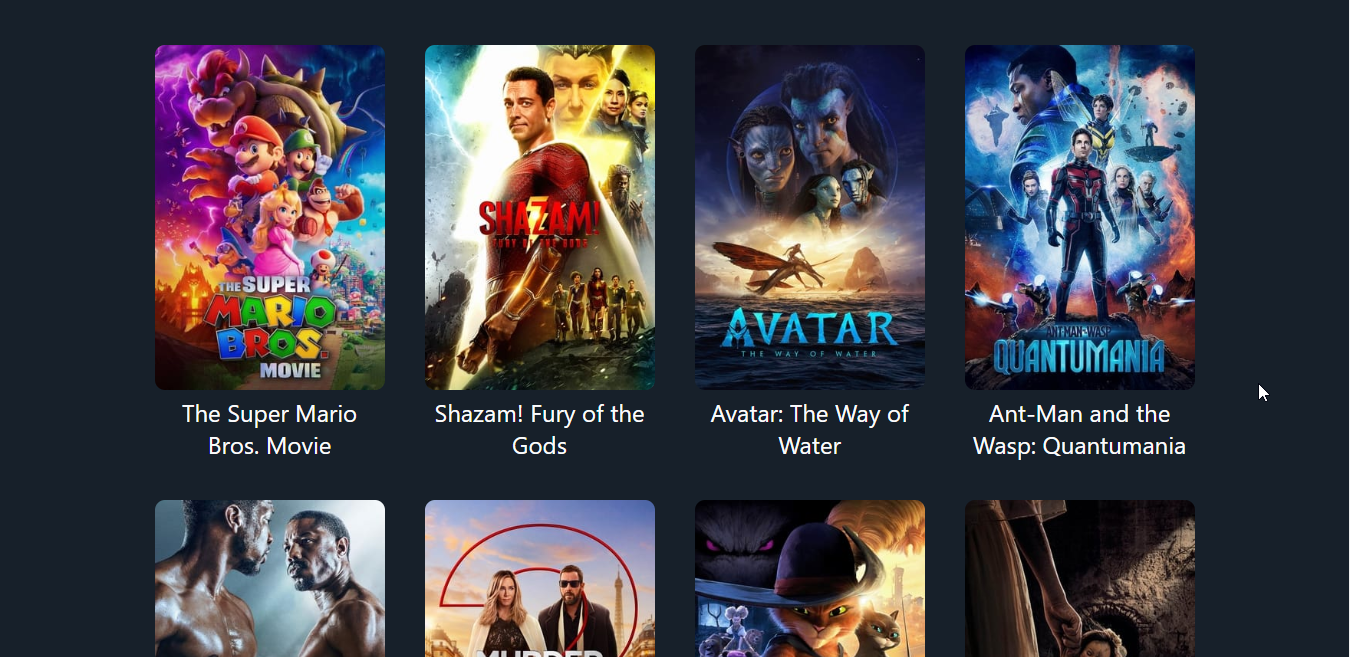 THE SUPER
MARIO
BROS.
MOVIE
SHAZAM!
FURY OF THE GODS
AVATAR
THE WAY OF WATER
ANT-MAN AND THE WASP
QUANTUMANIA
The Super Mario
Bros. Movie
Shazam! Fury of the
Gods
Avatar: The Way of
Water
Ant-Man and the
Wasp: Quantumania
MURDER